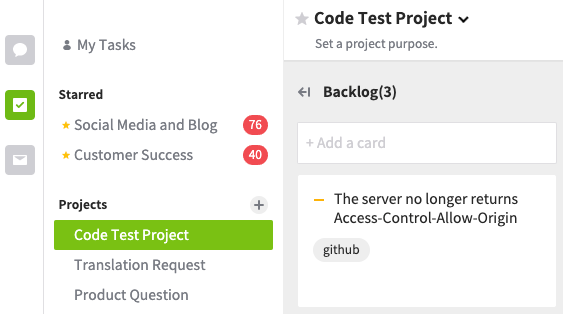 My Tasks
Starred
Social Media and Blog 76
Customer Success 40
Projects +
Code Test Project
Translation Request
Product Question
Code Test Project
Set a project purpose.
Backlog(3)
+ Add a card
The server no longer returns
Access-Control-Allow-Origin
github